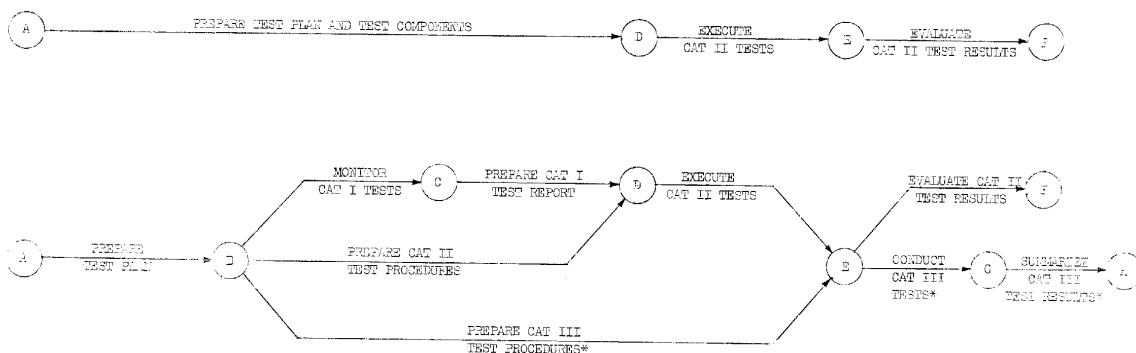 A
PREPARE TEST PLAN AND TEST COMPONENTS
D
EXECUTE
CAT II TESTS
E
EVALUATE
CAT II TEST RESULTS
F
MONITOR
CAT I TESTS
C
PREPARE CAT I
TEST REPORT
D
EXECUTE
CAT II TESTS
EVALUATE CAT II
TEST RESULTS
F
A
PREPARE
TEST PLAN
B
PREPARE CAT II
TEST PROCEDURES
E
CONDUCT
CAT III
TESTS*
G
SUMMARIZE
CAT III
TEST RESULTS*
PREPARE CAT III
TEST PROCEDURES*